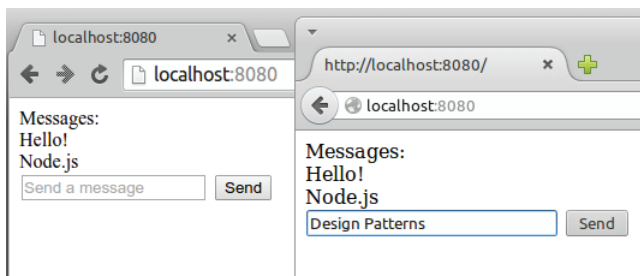 localhost:8080
localhost:8080
Messages:
Hello!
Node.js
Send a message
Send
http://localhost:8080/
localhost:8080
Messages:
Hello!
Node.js
Design Patterns
Send